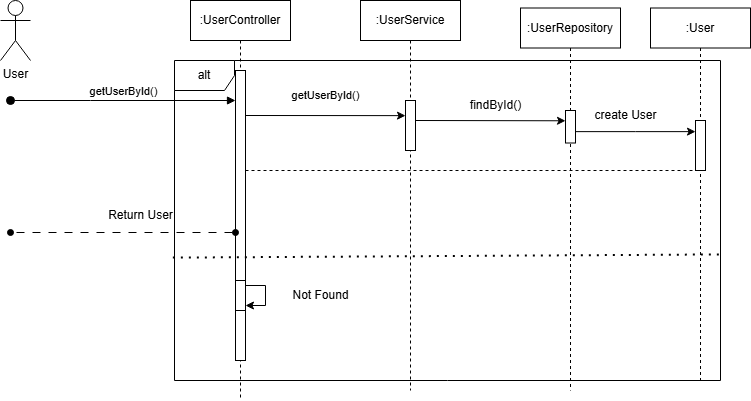 :UserController
:UserService
:UserRepository
:User
User
alt
getUserById()
getUserById()
findById()
create User
Return User
Not Found